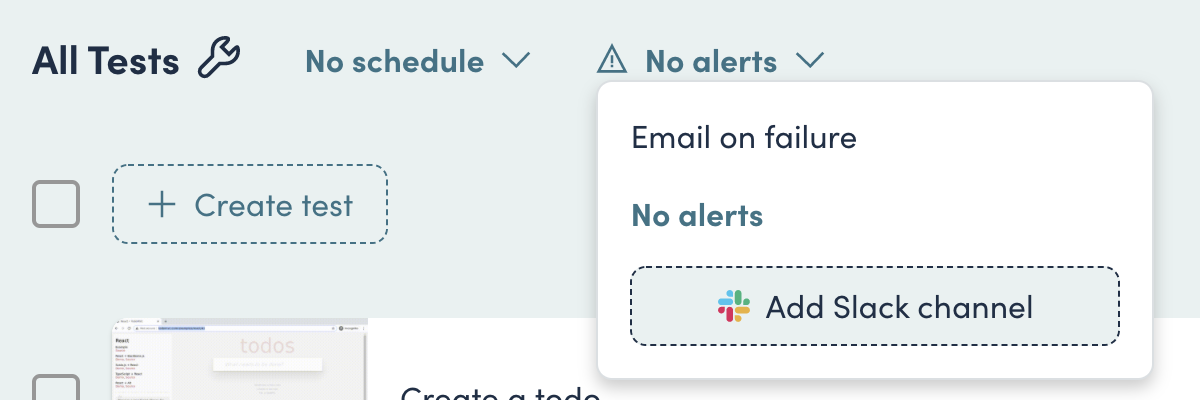 All Tests
No schedule
No alerts
Email on failure
No alerts
Add Slack channel
Create test
React
todos
Create a todo